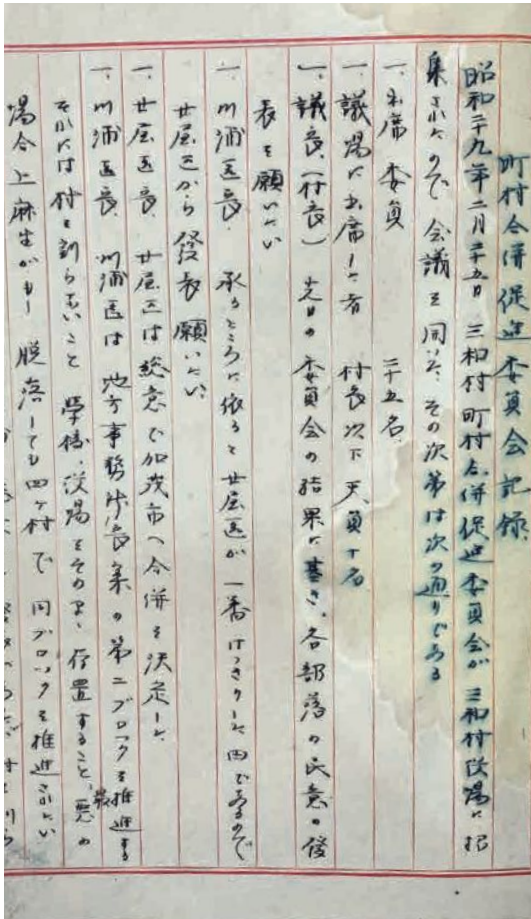 町村合併促進委員会記録
昭和二十九年二月二十五日 三和村町村合併促進委員会が三和村役場に招
集されたので会議を開いた、その次第は次の通りである
一、出席委員 二十五名
一、議場に出席した者 村長以下吏員十名
一、議長(村長) 先日の委員会の結果に基き、各部落の民意の發
表を願いたい
一、川浦区長、承るところに依ると廿屋区が一番はっきりした由であるので
廿屋区から發表願いたい、
一、廿屋区長、廿屋区は総意で加茂市へ合併を決定した
一、川浦区長、川浦区は地方事務所長案の第二ブロックを推進する
それには村を割らないこと 学校、役場をそのまゝ存置すること、最悪の
場合上麻生がもし脱落しても四ヶ村で同ブロックを推進されたい